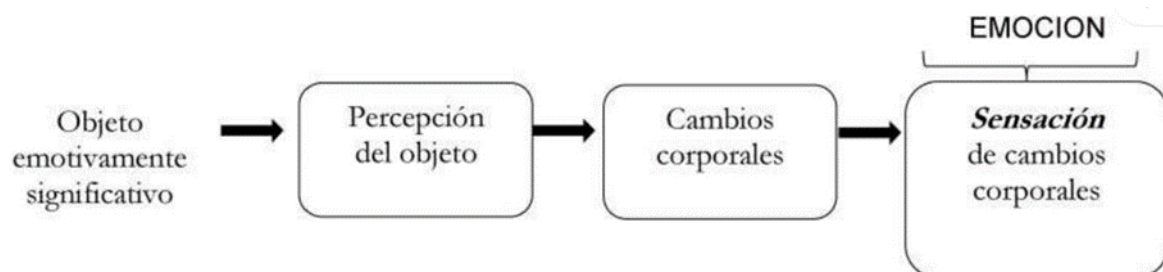 EMOCION
Objeto
emotivamente
significativo
Percepción
del objeto
Cambios
corporales
Sensación
de cambios
corporales